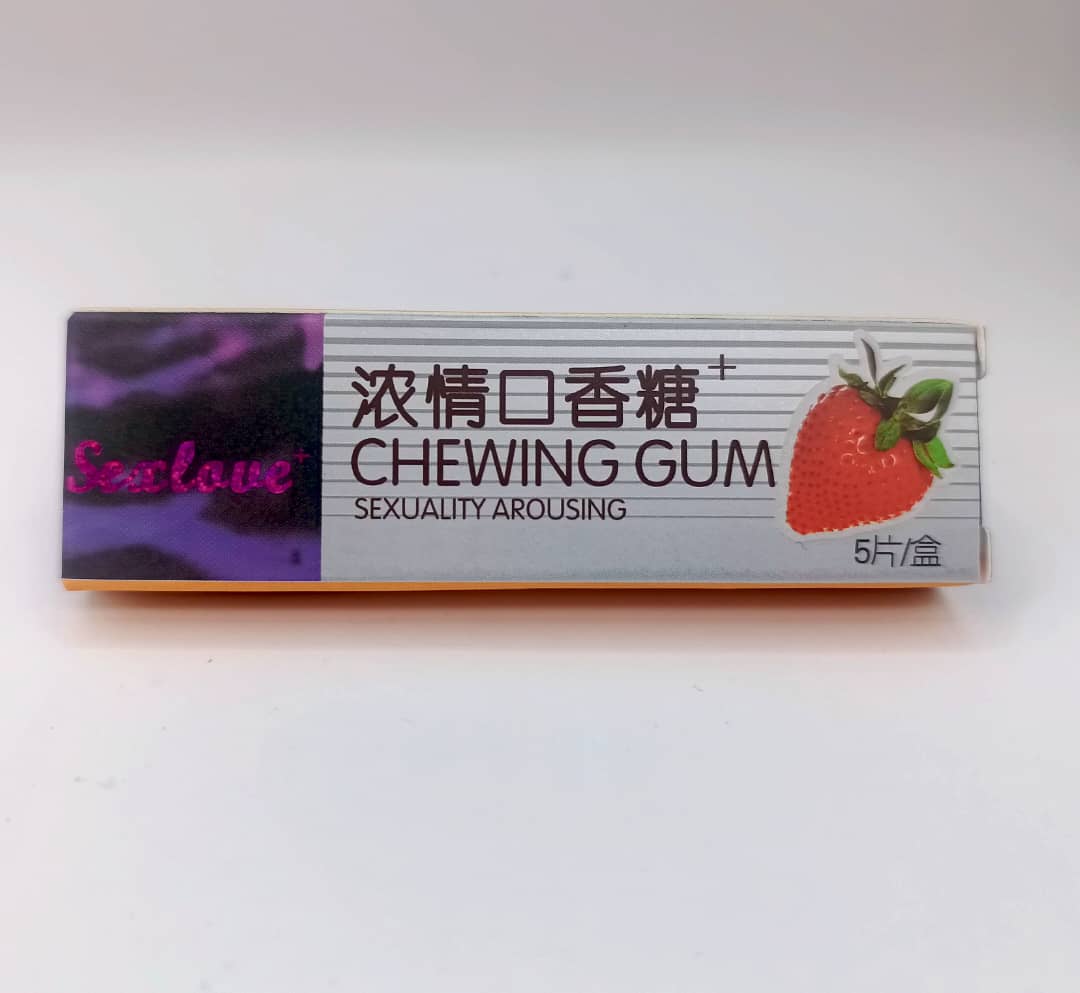 Sexlove+
浓情口香糖+
CHEWING GUM
SEXUALITY AROUSING
5片/盒